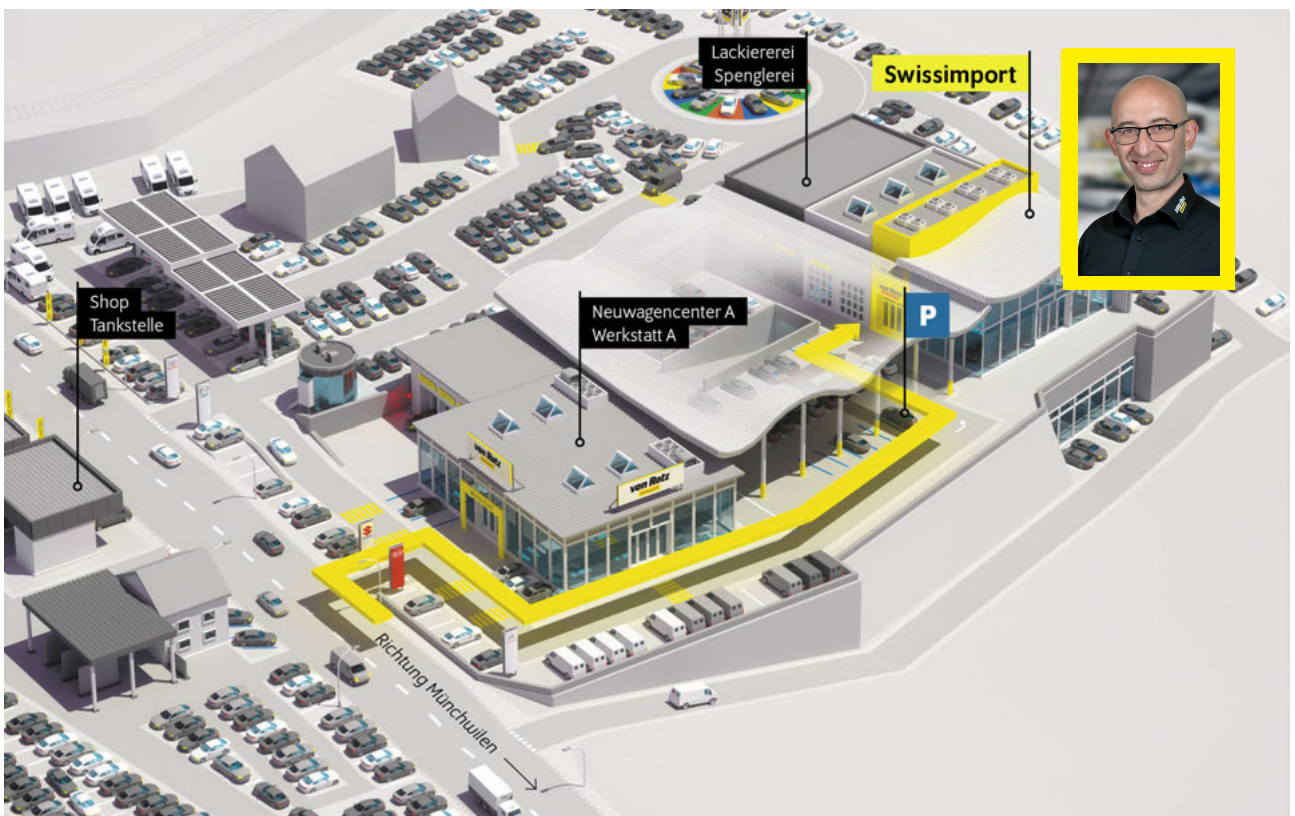 Lackiererei
Spenglerei
Swissimport
Shop
Tankstelle
Neuwagencenter A
Werkstatt A
P
von Rotz
von Rotz
Richtung Münchwilen